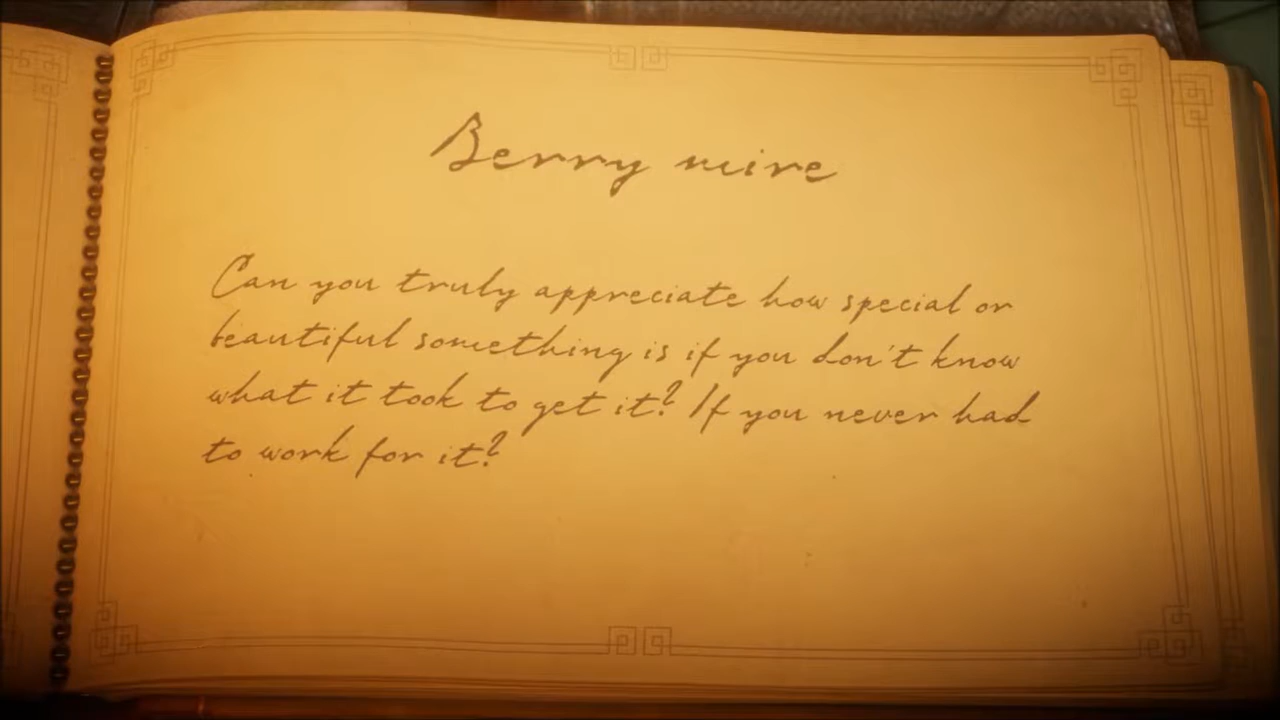 Berry mire
Can you truly appreciate how special or
beautiful something is if you don't know
what it took to get it? If you never had
to work for it?